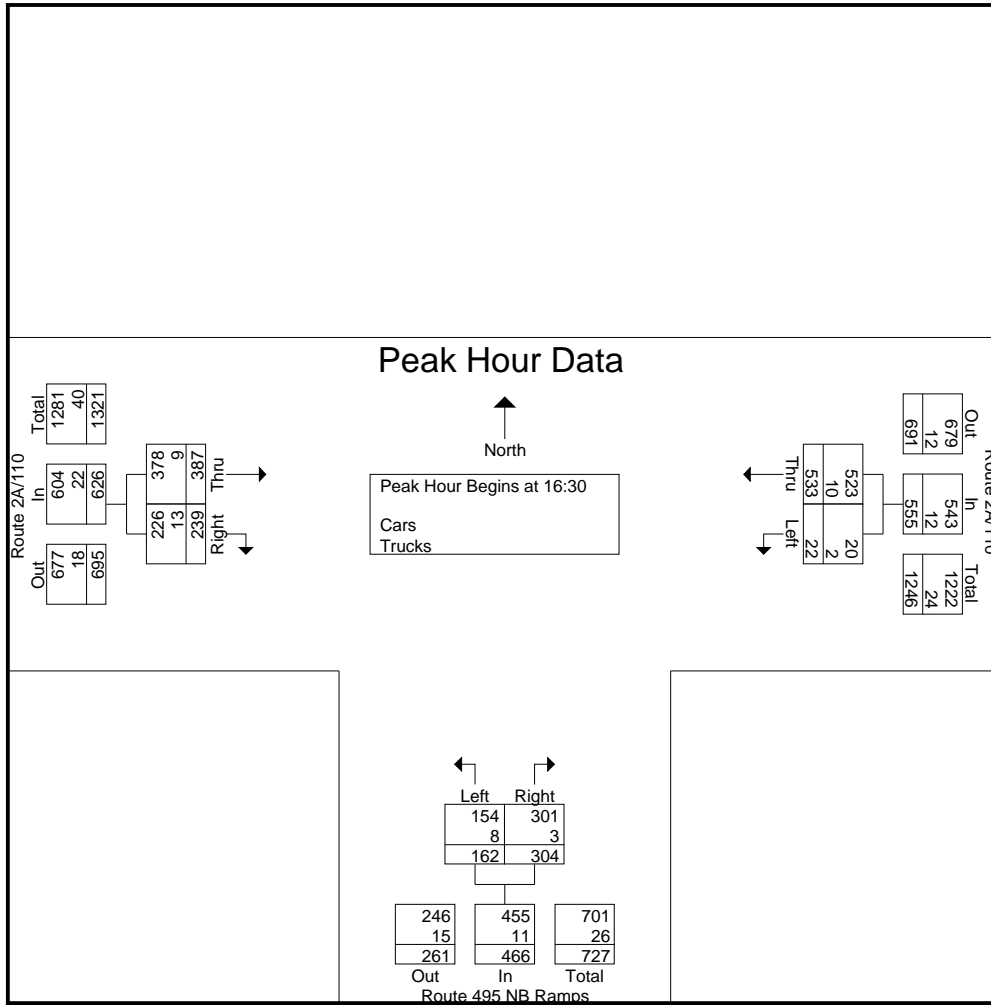 Peak Hour Data
North
Peak Hour Begins at 16:30
Cars
Trucks
Route 2A/110
Total
1281
40
1321
In
604
22
626
Out
677
18
695
Thru
378
9
387
Right
226
13
239
Route 2A/110
Out
679
12
691
In
543
12
555
Total
1222
24
1246
Thru
523
10
533
Left
20
2
22
Left Right
154 301
8 3
162 304
246 455 701
15 11 26
261 466 727
Out In Total
Route 495 NB Ramps